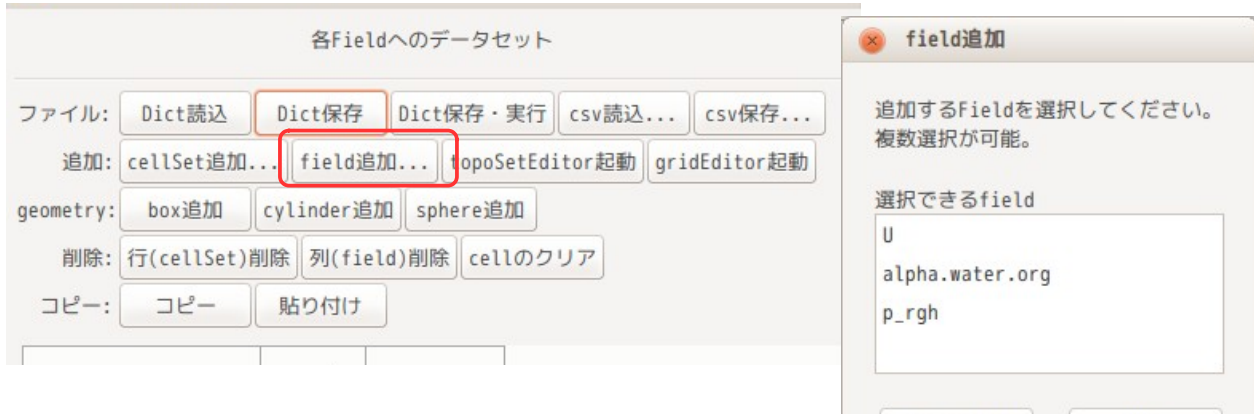 各Fieldへのデータセット
ファイル: Dict読込 Dict保存 Dict保存・実行 csv読込... csv保存...
追加: cellSet追加... field追加... topoSetEditor起動 gridEditor起動
geometry: box追加 cylinder追加 sphere追加
削除: 行(cellSet)削除 列(field)削除 cellのクリア
コピー: コピー 貼り付け
field追加
追加するFieldを選択してください。
複数選択が可能。
選択できるfield
U
alpha.water.org
p_rgh